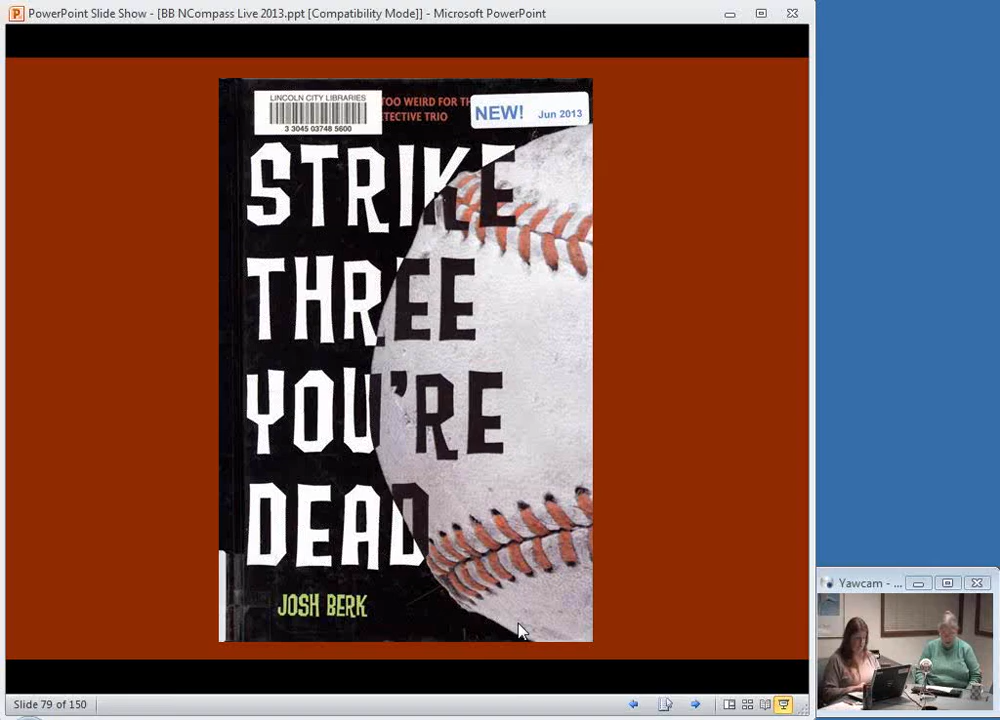 PowerPoint Slide Show - [BB NCompass Live 2013.ppt [Compatibility Mode]] - Microsoft PowerPoint
LINCOLN CITY LIBRARIES
3 3045 03748 5600
TOO WEIRD FOR TH
ETECTIVE TRIO
NEW! Jun 2013
STRIKE
THREE
YOU'RE
DEAD
JOSH BERK
Yawcam - ...
Slide 79 of 150